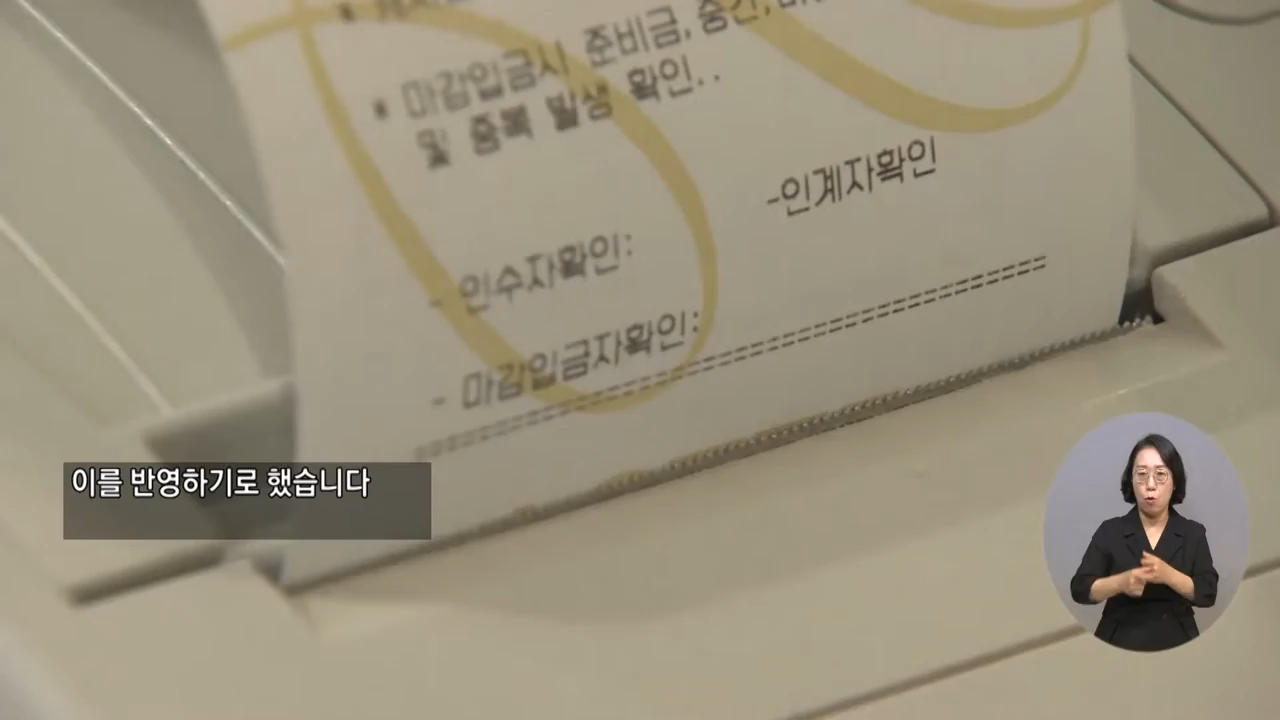 * 마감입금시 준비금, 중간,
및 중복 발생 확인..
-인계자확인
- 인수자확인:
- 마감입금자확인:
이를 반영하기로 했습니다